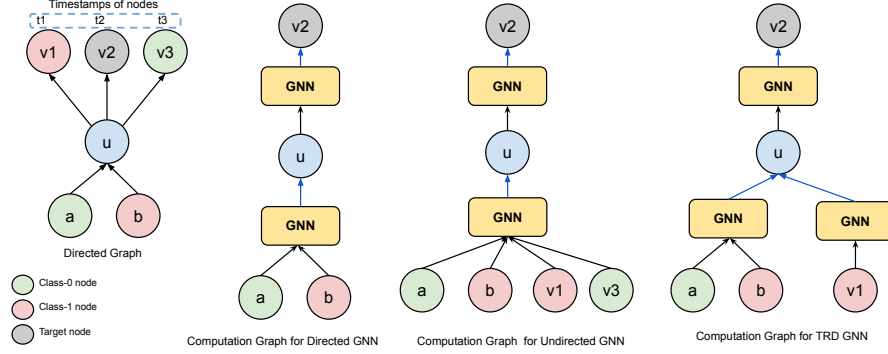 Timestamps of nodes
t1 t2 t3
v1 v2 v3
u
a b
Directed Graph
Class-0 node
Class-1 node
Target node
v2
GNN
u
GNN
a b
Computation Graph for Directed GNN
v2
GNN
u
GNN
a b v1 v3
Computation Graph for Undirected GNN
v2
GNN
u
GNN GNN
a b v1
Computation Graph for TRD GNN